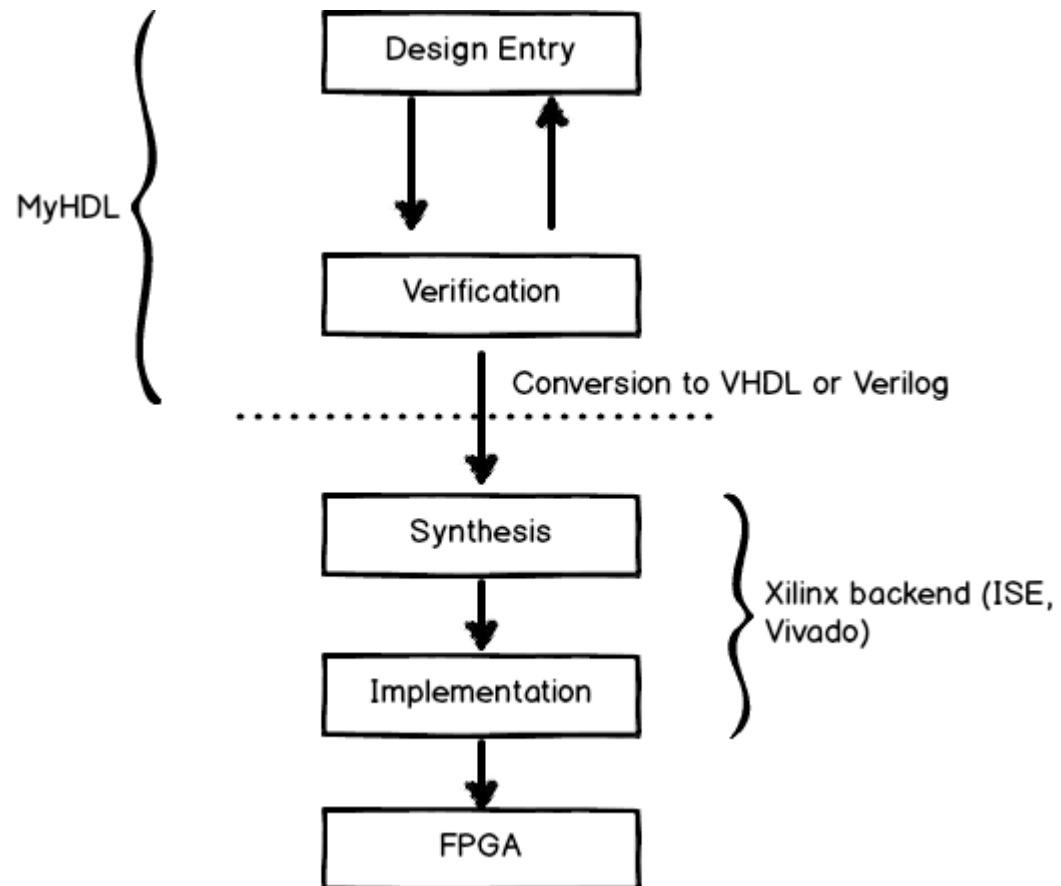 Design Entry
MyHDL
Verification
Conversion to VHDL or Verilog
Synthesis
Xilinx backend (ISE,
Vivado)
Implementation
FPGA